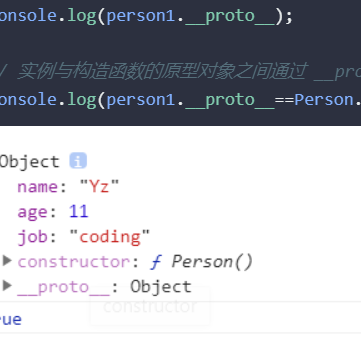 onsole.log(person1.__proto__);
/ 实例与构造函数的原型对象之间通过 __pro
onsole.log(person1.__proto__==Person.
Object i
name: "Yz"
age: 11
job: "coding"
▶ constructor: ƒ Person()
▶ __proto__: Object
constructor
rue